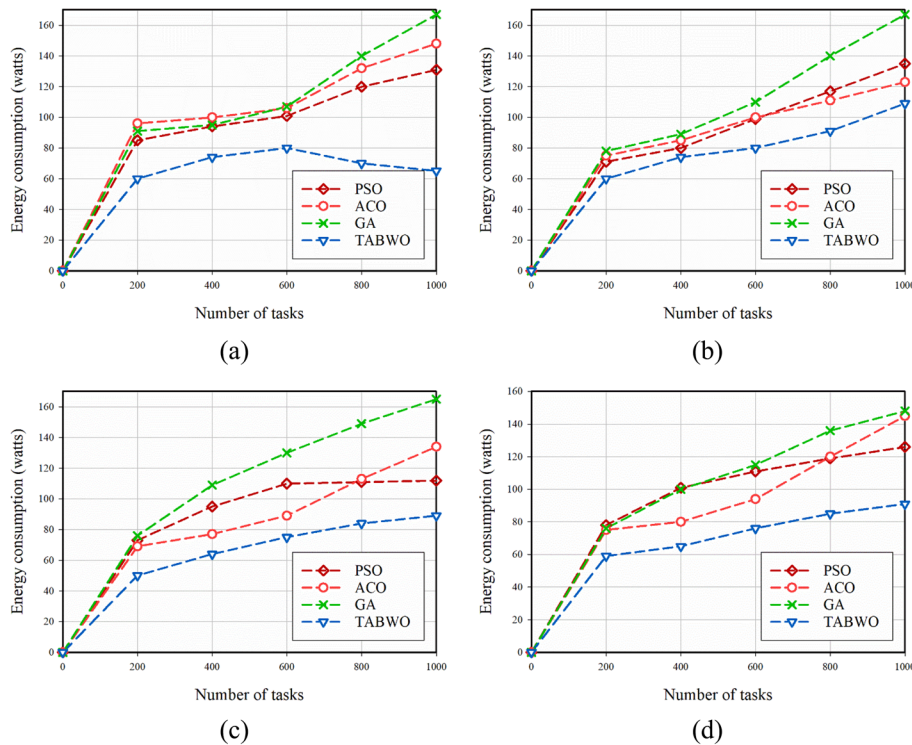 160
140
120
100
80
60
40
20
0
Energy consumption (watts)
PSO
ACO
GA
TABWO
0 200 400 600 800 1000
Number of tasks
(a)
160
140
120
100
80
60
40
20
0
Energy consumption (watts)
PSO
ACO
GA
TABWO
0 200 400 600 800 1000
Number of tasks
(b)
160
140
120
100
80
60
40
20
0
Energy consumption (watts)
PSO
ACO
GA
TABWO
0 200 400 600 800 1000
Number of tasks
(c)
160
140
120
100
80
60
40
20
0
Energy consumption (watts)
PSO
ACO
GA
TABWO
0 200 400 600 800 1000
Number of tasks
(d)